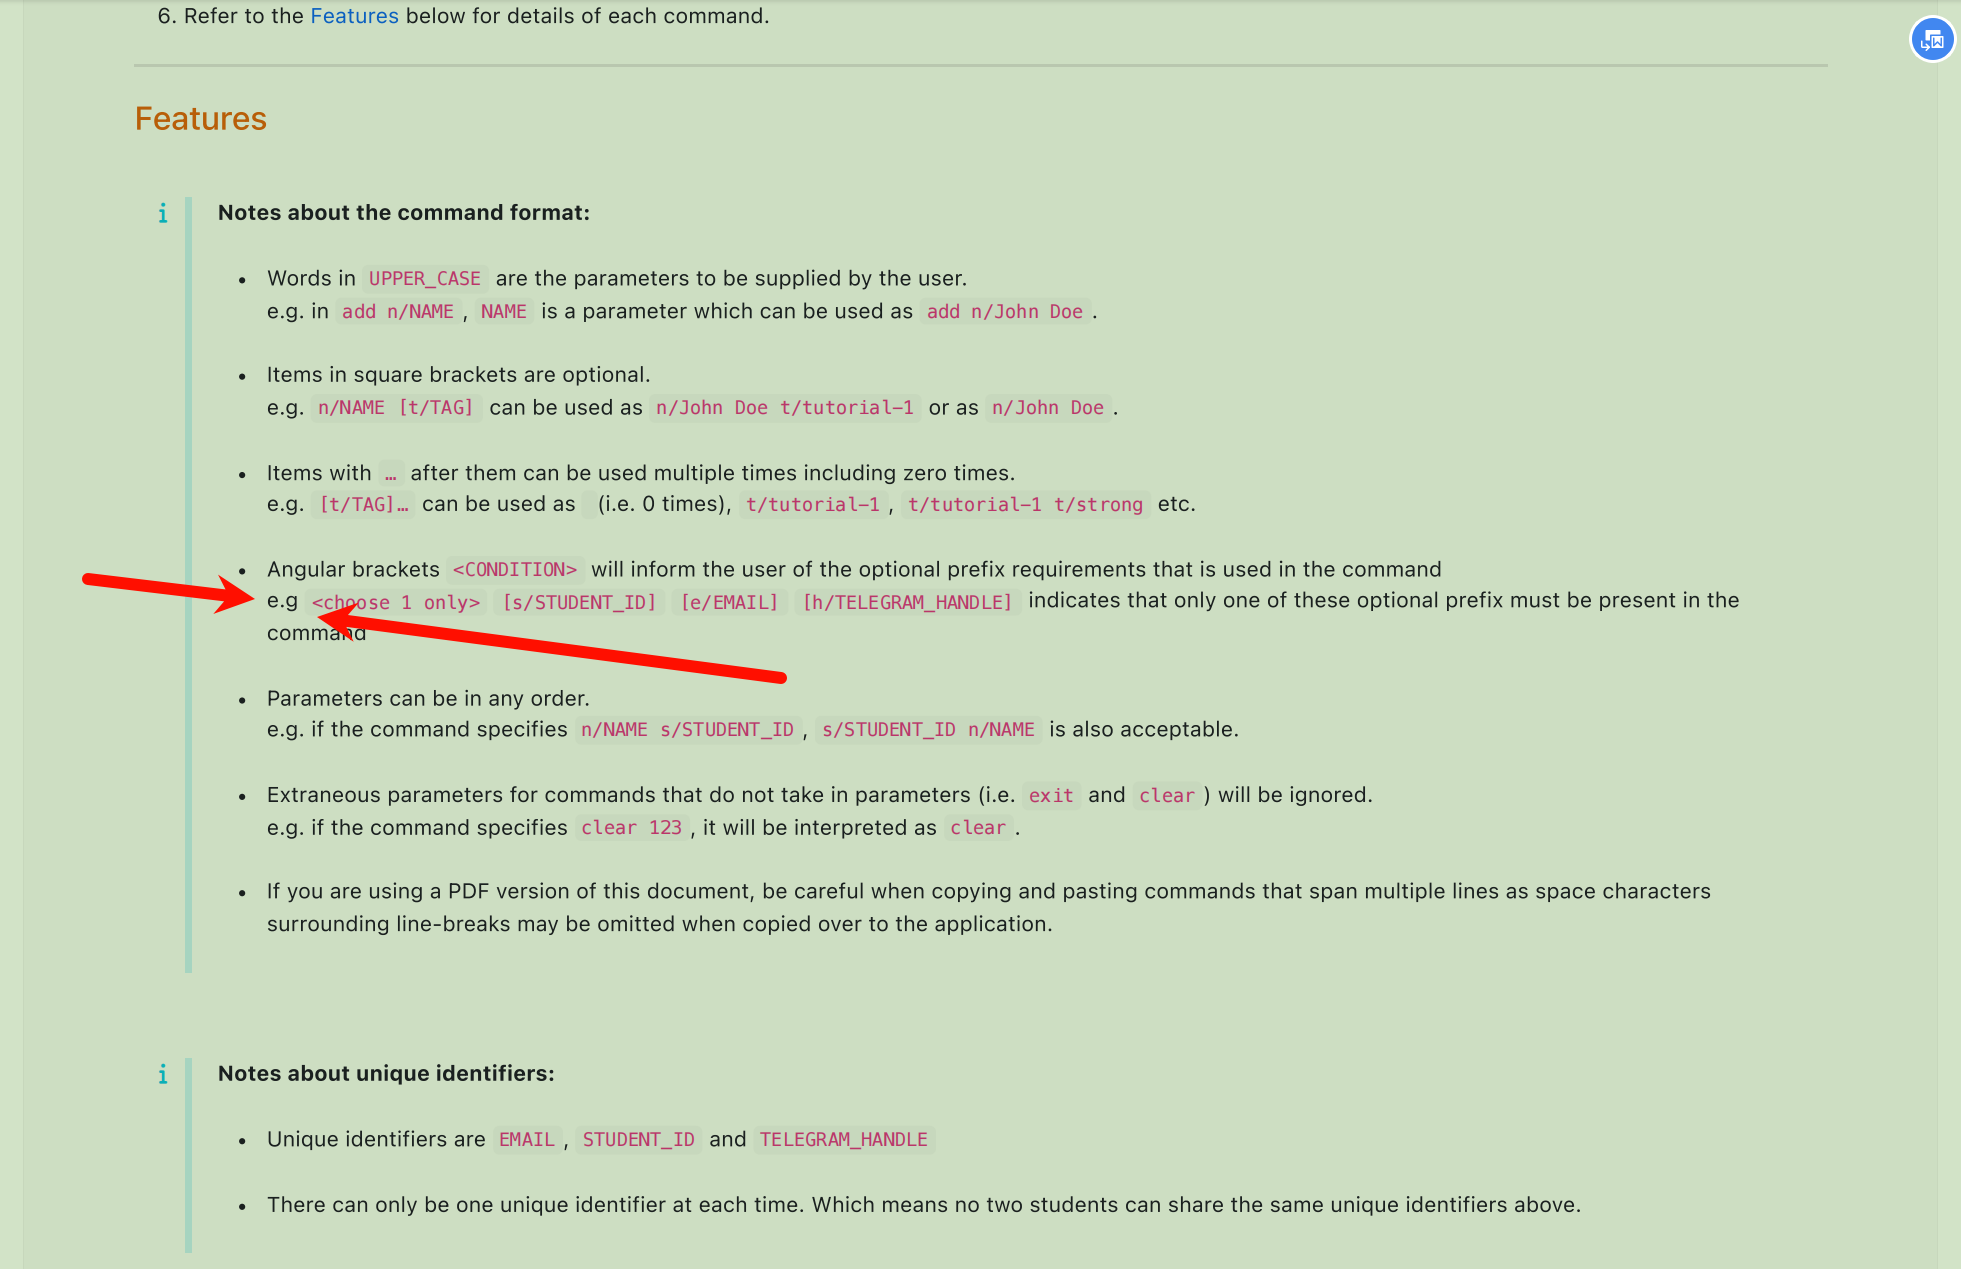 6. Refer to the Features below for details of each command.
Features
i
Notes about the command format:
• Words in UPPER_CASE are the parameters to be supplied by the user.
e.g. in add n/NAME , NAME is a parameter which can be used as add n/John Doe .
• Items in square brackets are optional.
e.g. n/NAME [t/TAG] can be used as n/John Doe t/tutorial-1 or as n/John Doe .
• Items with … after them can be used multiple times including zero times.
e.g. [t/TAG]… can be used as (i.e. 0 times), t/tutorial-1 , t/tutorial-1 t/strong etc.
• Angular brackets <CONDITION> will inform the user of the optional prefix requirements that is used in the command
e.g <choose 1 only> [s/STUDENT_ID] [e/EMAIL] [h/TELEGRAM_HANDLE] indicates that only one of these optional prefix must be present in the
command
• Parameters can be in any order.
e.g. if the command specifies n/NAME s/STUDENT_ID , s/STUDENT_ID n/NAME is also acceptable.
• Extraneous parameters for commands that do not take in parameters (i.e. exit and clear ) will be ignored.
e.g. if the command specifies clear 123 , it will be interpreted as clear .
• If you are using a PDF version of this document, be careful when copying and pasting commands that span multiple lines as space characters
surrounding line-breaks may be omitted when copied over to the application.
i
Notes about unique identifiers:
• Unique identifiers are EMAIL , STUDENT_ID and TELEGRAM_HANDLE
• There can only be one unique identifier at each time. Which means no two students can share the same unique identifiers above.